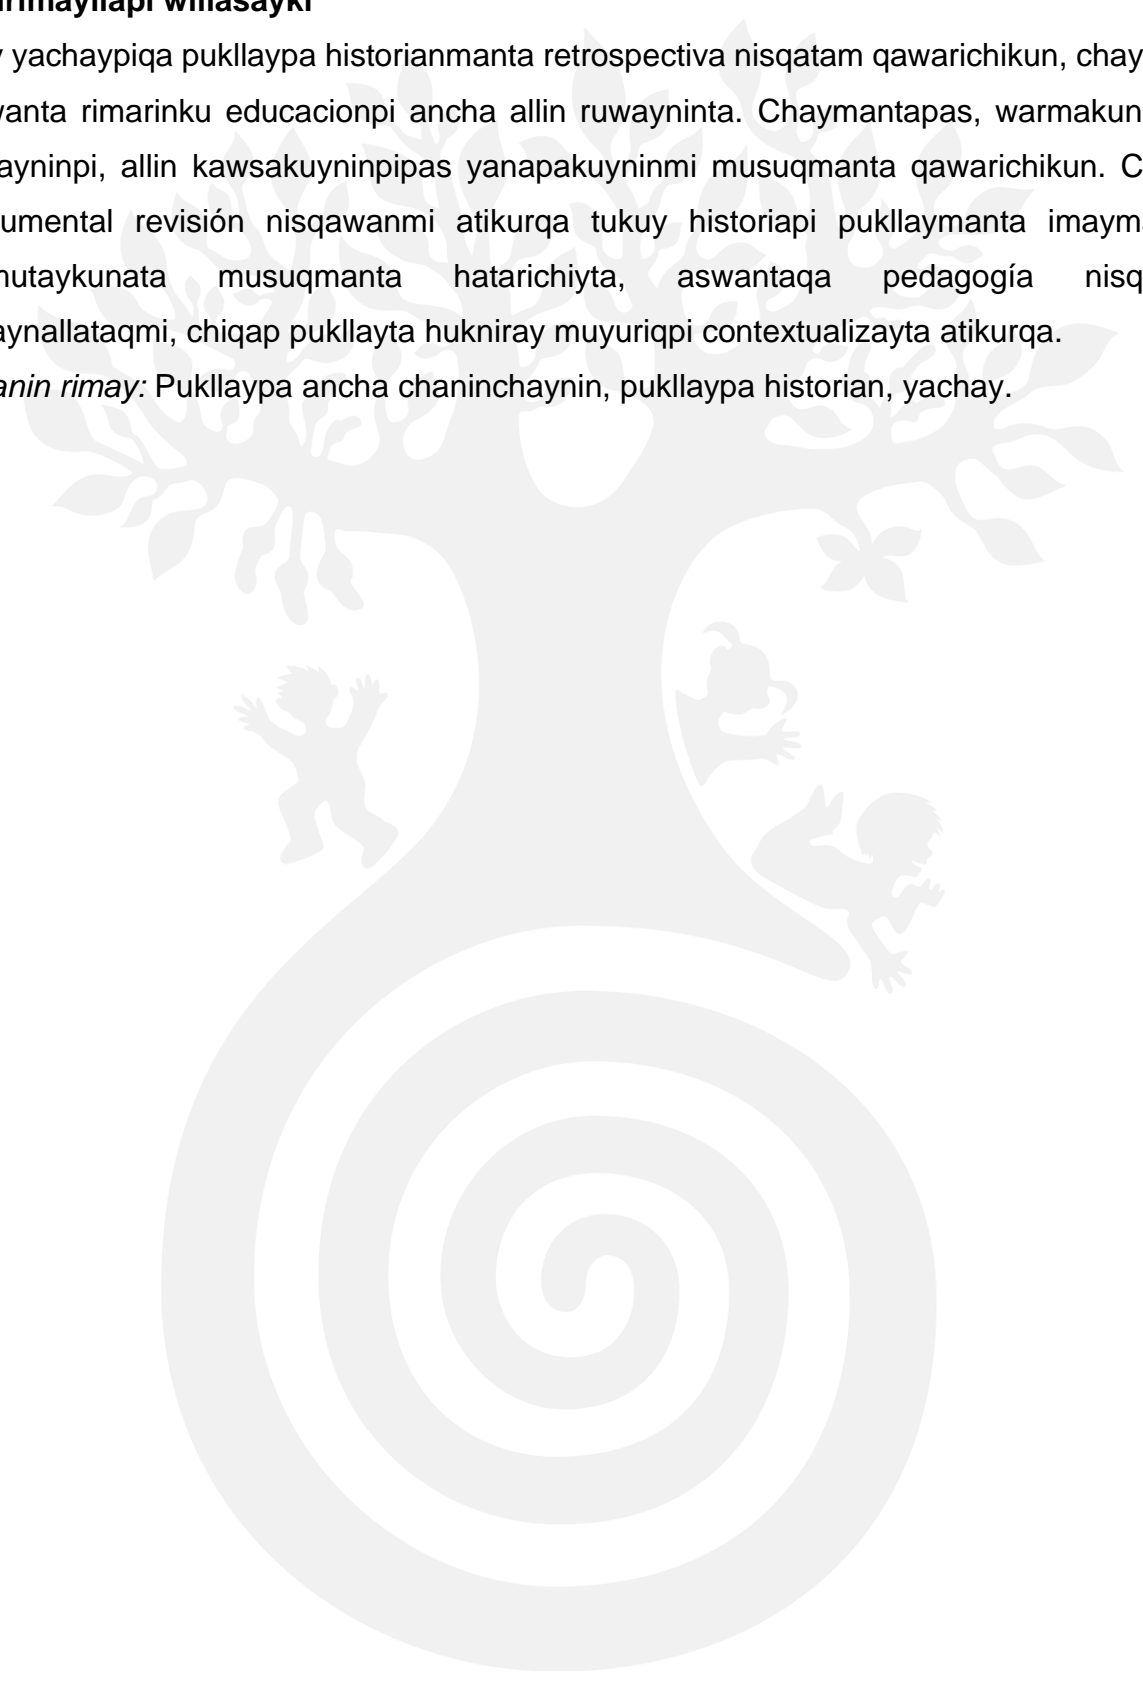 urimayllapi willasayki
y yachaypiqa pukllaypa historianmanta retrospectiva nisqatam qawarichikun, chay
wanta rimarinku educacionpi ancha allin ruwayninta. Chaymantapas, warmakun
ayninpi, allin kawsakuyninpipas yanapakuyninmi musuqmanta qawarichikun. C
umental revisión nisqawanmi atikurqa tukuy historiapi pukllaymanta imaym
mutaykunata musuqmanta hatarichiyta, aswantaqa pedagogía nisq
aynallataqmi, chiqap pukllayta hukniray muyuriqpi contextualizayta atikurqa.
anin rimay: Pukllaypa ancha chaninchaynin, pukllaypa historian, yachay.